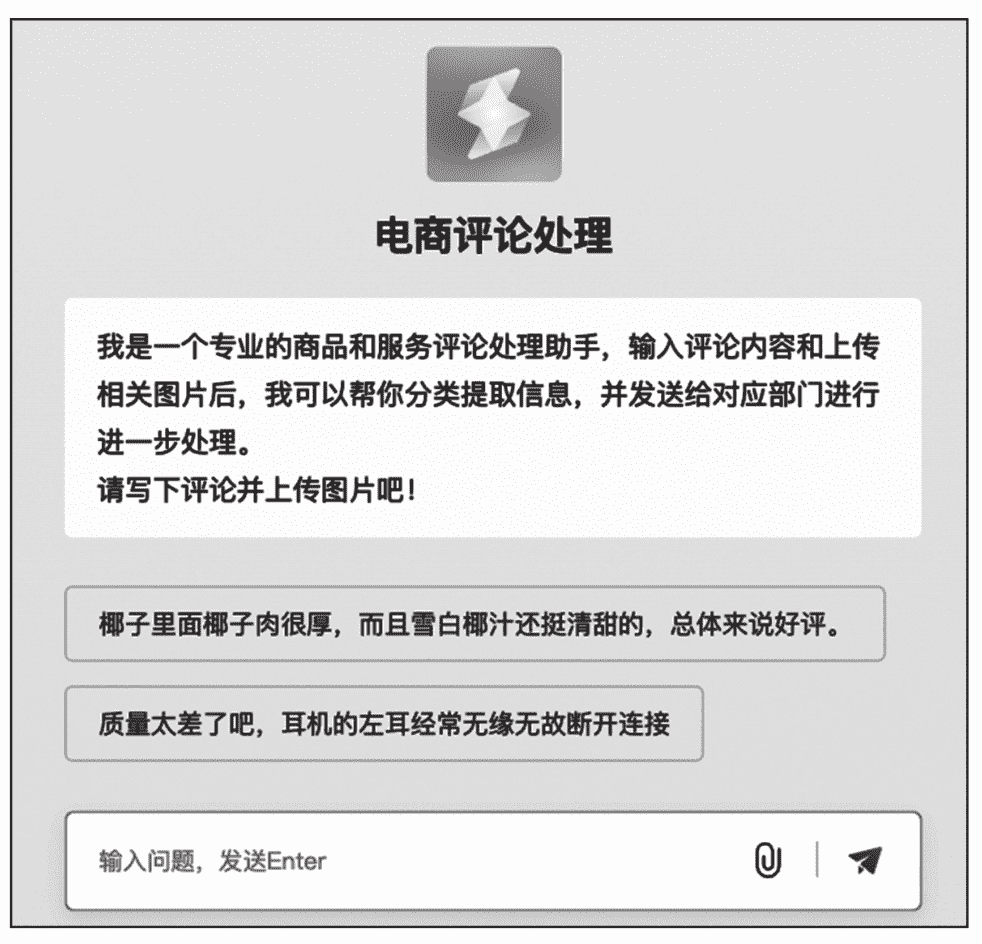 电商评论处理
我是一个专业的商品和服务评论处理助手，输入评论内容和上传
相关图片后，我可以帮你分类提取信息，并发送给对应部门进行
进一步处理。
请写下评论并上传图片吧！
椰子里面椰子肉很厚，而且雪白椰汁还挺清甜的，总体来说好评。
质量太差了吧，耳机的左耳经常无缘无故断开连接
输入问题，发送Enter